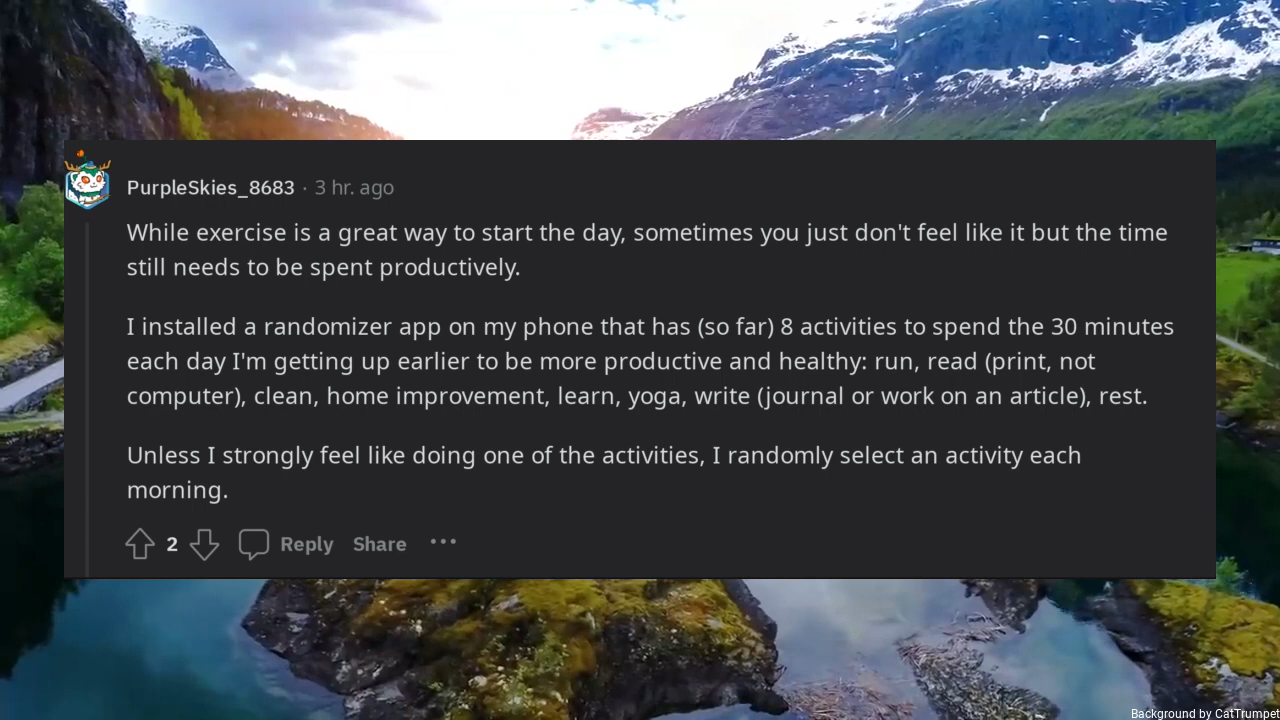 PurpleSkies_8683 · 3 hr. ago
While exercise is a great way to start the day, sometimes you just don't feel like it but the time
still needs to be spent productively.
I installed a randomizer app on my phone that has (so far) 8 activities to spend the 30 minutes
each day I'm getting up earlier to be more productive and healthy: run, read (print, not
computer), clean, home improvement, learn, yoga, write (journal or work on an article), rest.
Unless I strongly feel like doing one of the activities, I randomly select an activity each
morning.
2 Reply Share ···
Background by CatTrumpet